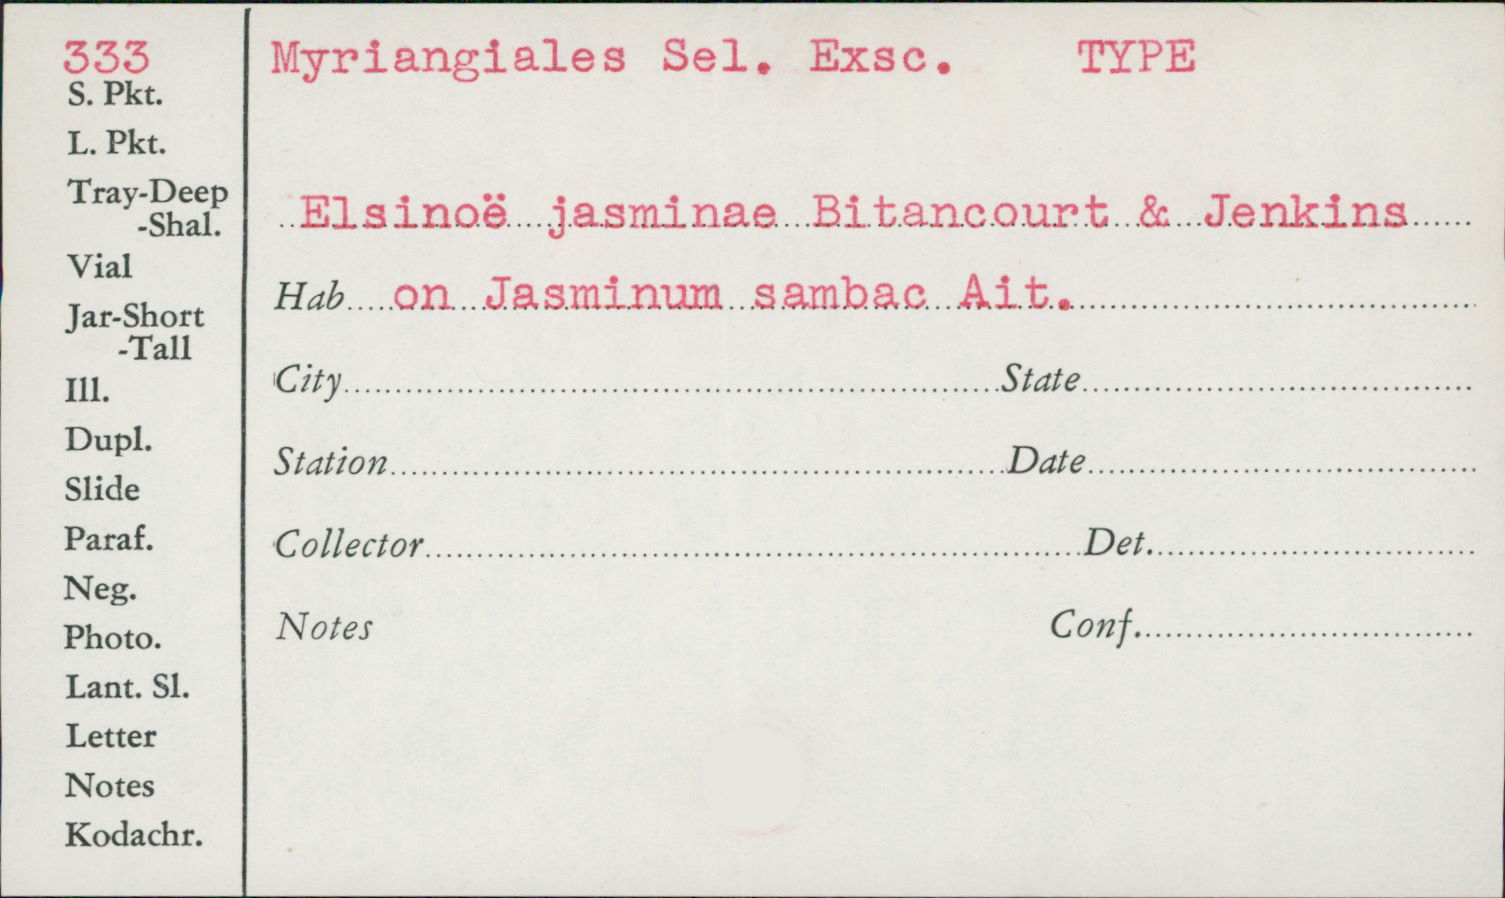 333
S. Pkt.
L. Pkt.
Tray-Deep
-Shal.
Vial
Jar-Short
-Tall
Ill.
Dupl.
Slide
Paraf.
Neg.
Photo.
Lant. Sl.
Letter
Notes
Kodachr.
Myriangiales Sel. Exsc. TYPE
Elsinoë jasminae Bitancourt & Jenkins
Hab on Jasminum sambac Ait.
City State
Station Date
Collector Det.
Notes Conf.